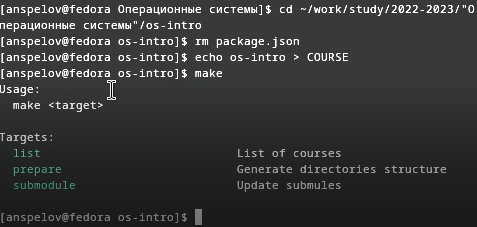 [anspelov@fedora Операционные системы]$ cd ~/work/study/2022-2023/"О
перационные системы"/os-intro
[anspelov@fedora os-intro]$ rm package.json
[anspelov@fedora os-intro]$ echo os-intro > COURSE
[anspelov@fedora os-intro]$ make
Usage:
  make <target>

Targets:
  list                            List of courses
  prepare                         Generate directories structure
  submodule                       Update submules

[anspelov@fedora os-intro]$